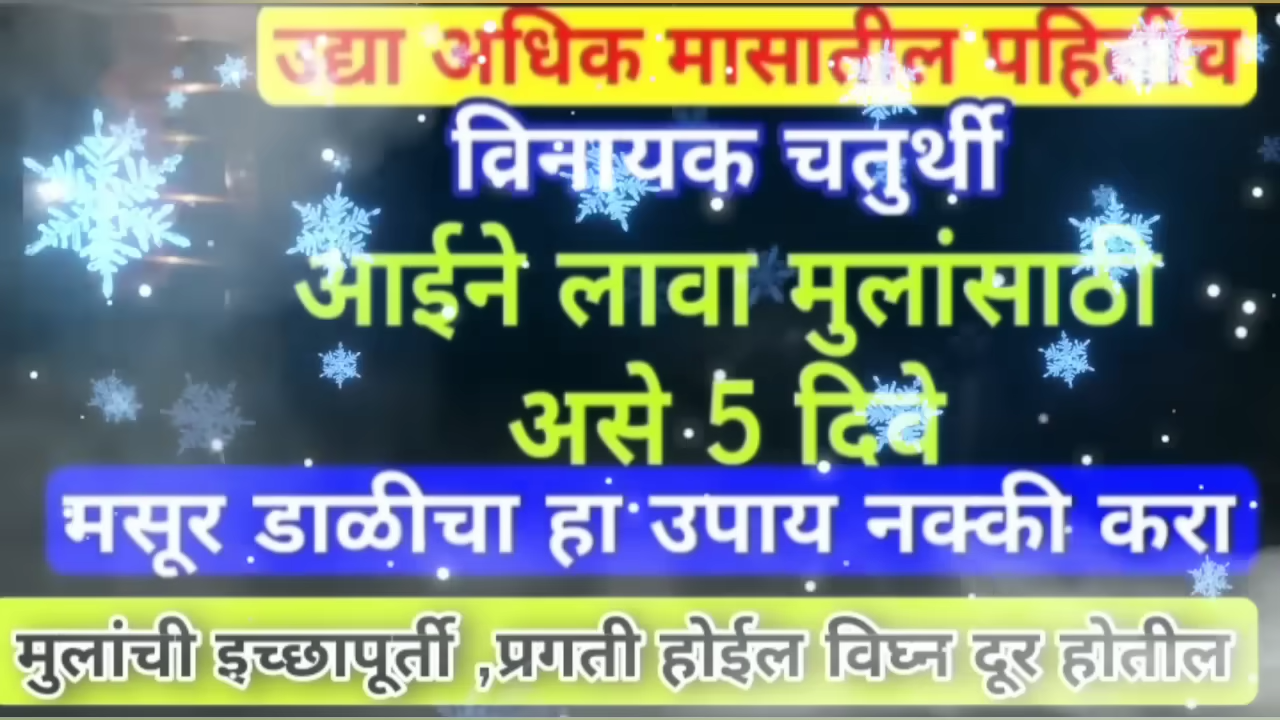 उद्या अधिक मासातील पहिलीच
विनायक चतुर्थी
आईने लावा मुलांसाठी
असे 5 दिवे
मसूर डाळीचा हा उपाय नक्की करा
मुलांची इच्छापूर्ती ,प्रगती होईल विघ्न दूर होतील